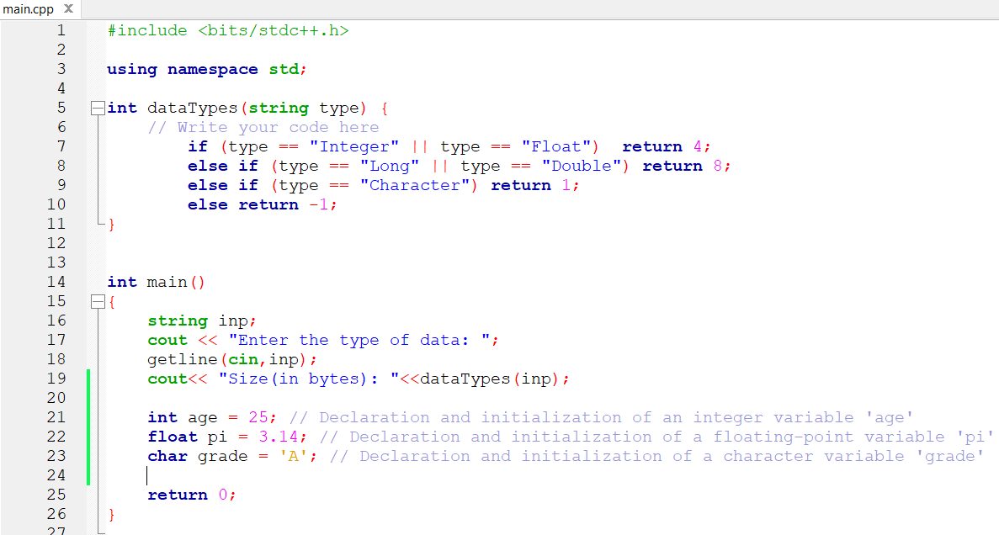 main.cpp X
1 #include <bits/stdc++.h>
2
3 using namespace std;
4
5 int dataTypes(string type) {
6 // Write your code here
7 if (type == "Integer" || type == "Float")  return 4;
8 else if (type == "Long" || type == "Double") return 8;
9 else if (type == "Character") return 1;
10 else return -1;
11 }
12
13
14 int main()
15 {
16 string inp;
17 cout << "Enter the type of data: ";
18 getline(cin,inp);
19 cout<< "Size(in bytes): "<<dataTypes(inp);
20
21 int age = 25; // Declaration and initialization of an integer variable 'age'
22 float pi = 3.14; // Declaration and initialization of a floating-point variable 'pi'
23 char grade = 'A'; // Declaration and initialization of a character variable 'grade'
24
25 return 0;
26 }
27